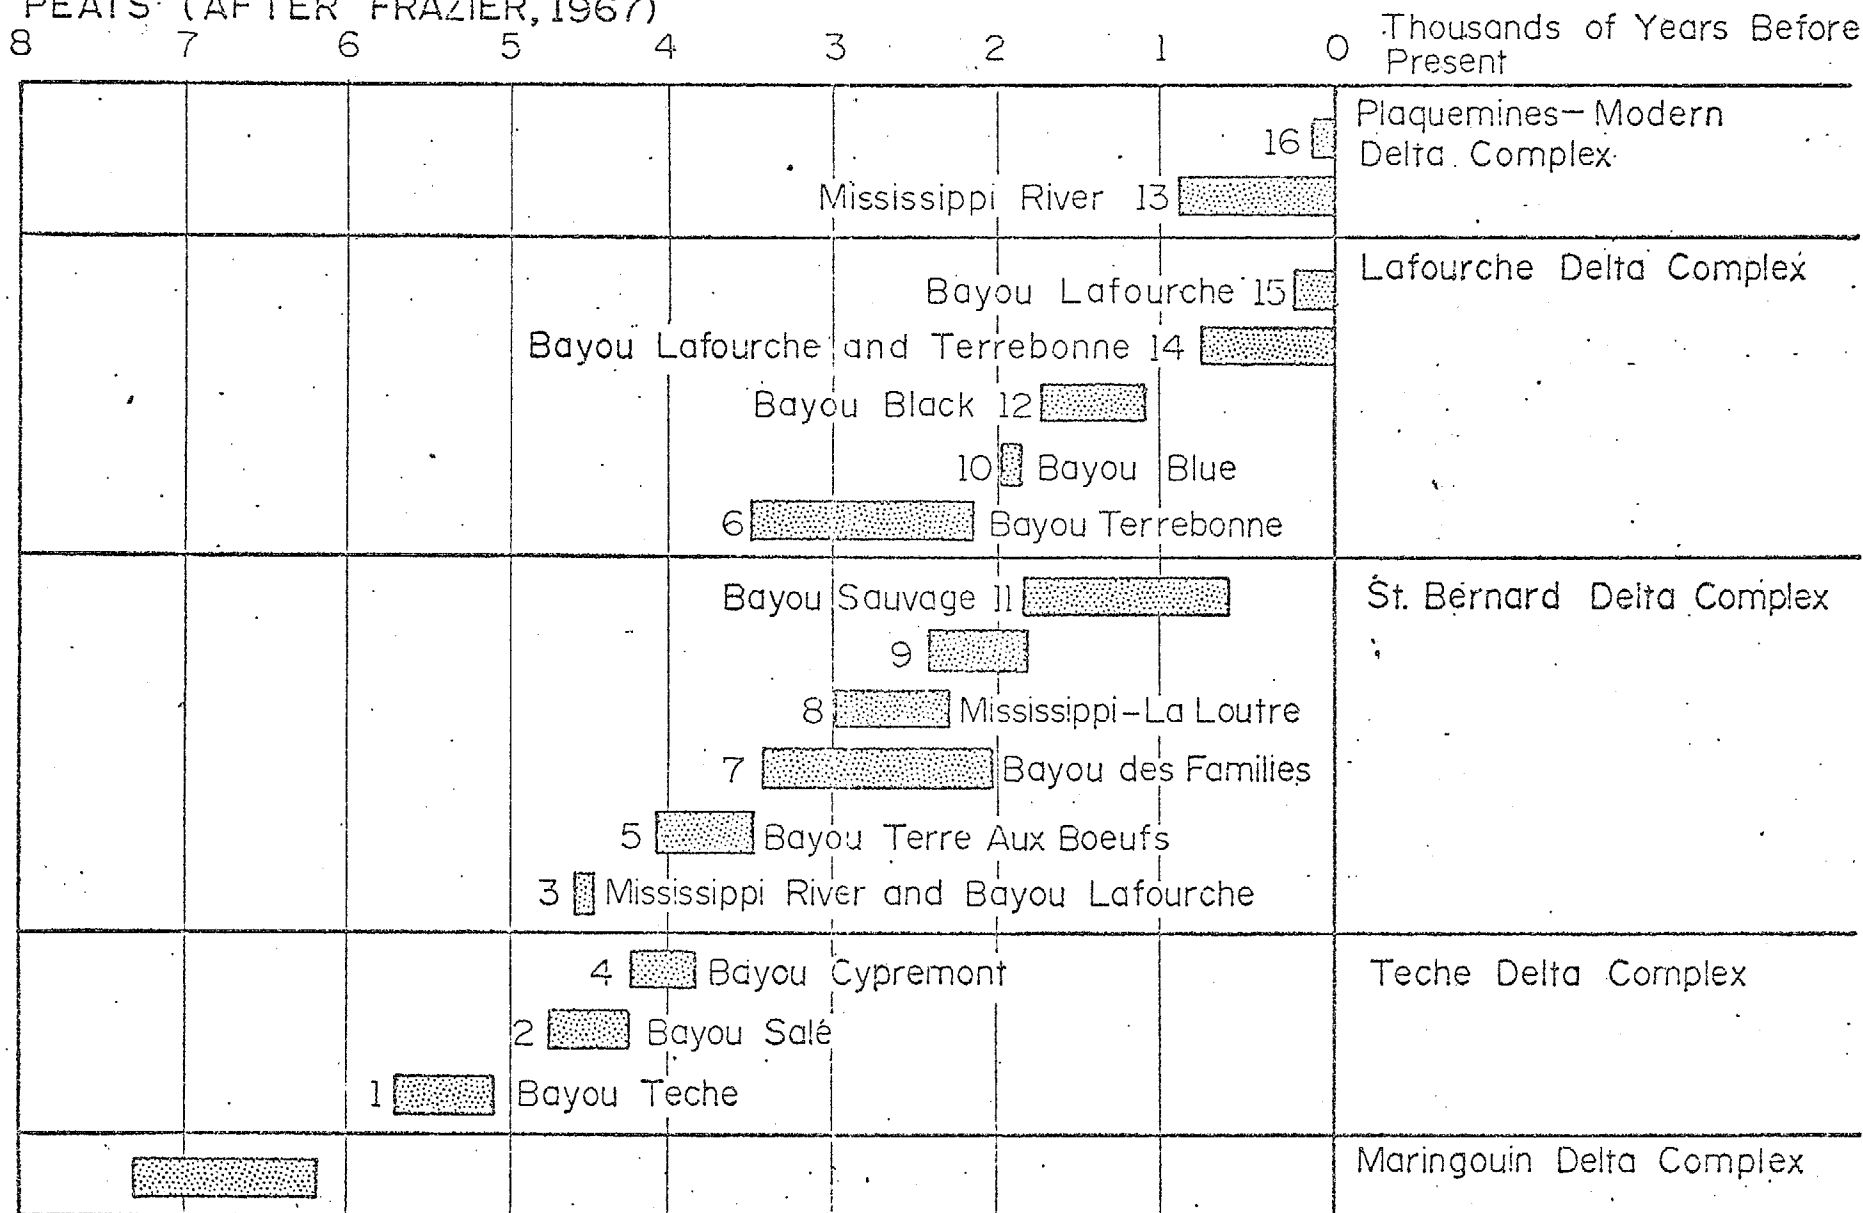 PEATS (AFTER FRAZIER, 1967)
8 7 6 5 4 3 2 1 0 Thousands of Years Before
Present
16 Plaquemines-Modern
Delta Complex
Mississippi River 13
Lafourche Delta Complex
Bayou Lafourche 15
Bayou Lafourche and Terrebonne 14
Bayou Black 12
10 Bayou Blue
6 Bayou Terrebonne
Bayou Sauvage 11 St. Bernard Delta Complex
9
8 Mississippi-La Loutre
7 Bayou des Families
5 Bayou Terre Aux Boeufs
3 Mississippi River and Bayou Lafourche
4 Bayou Cypremont Teche Delta Complex
2 Bayou Salé
1 Bayou Teche
Maringouin Delta Complex